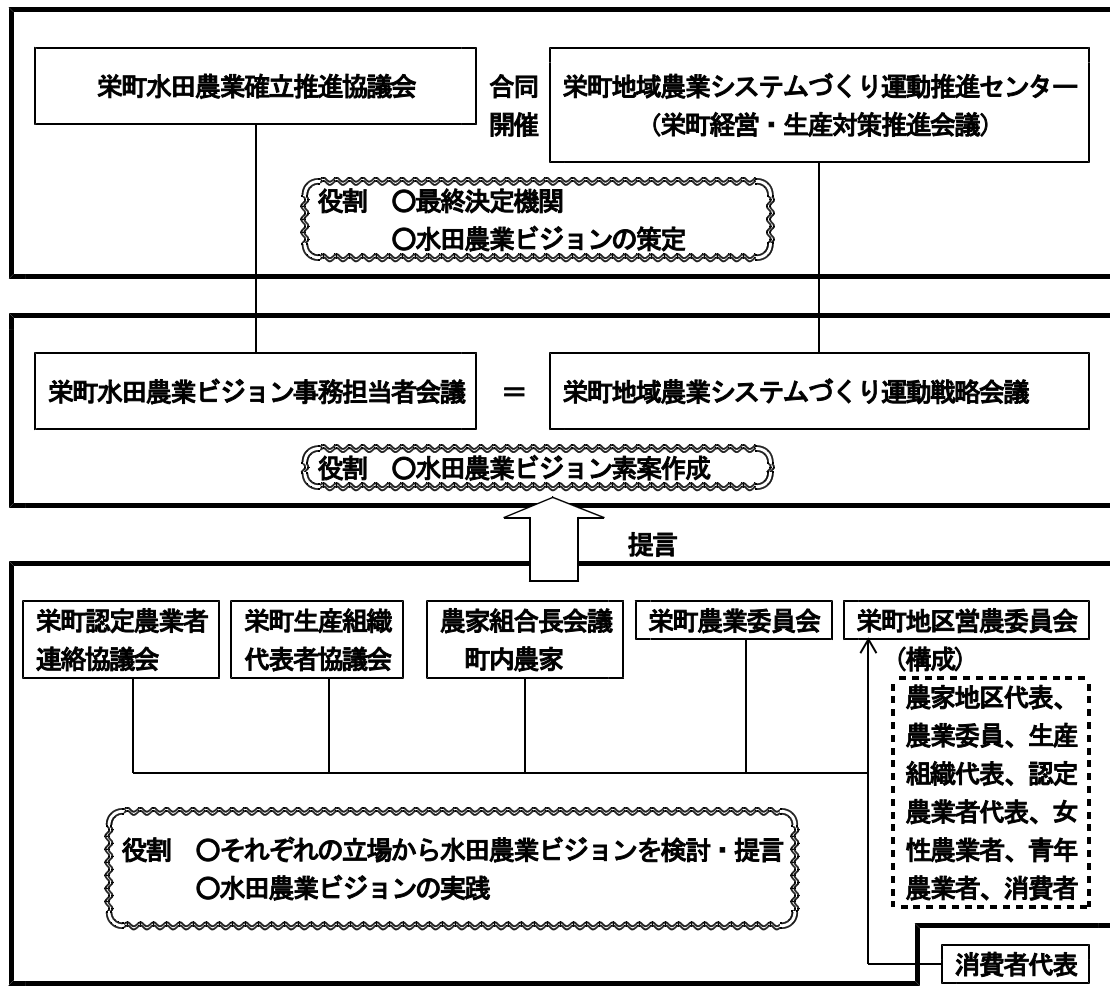 栄町水田農業確立推進協議会
合同
開催
栄町地域農業システムづくり運動推進センター
(栄町経営・生産対策推進会議)
役割 ○最終決定機関
○水田農業ビジョンの策定
栄町水田農業ビジョン事務担当者会議
=
栄町地域農業システムづくり運動戦略会議
役割 ○水田農業ビジョン素案作成
提言
栄町認定農業者
連絡協議会
栄町生産組織
代表者協議会
農家組合長会議
町内農家
栄町農業委員会
栄町地区営農委員会
(構成)
農家地区代表、
農業委員、生産
組織代表、認定
農業者代表、女
性農業者、青年
農業者、消費者
役割 ○それぞれの立場から水田農業ビジョンを検討・提言
○水田農業ビジョンの実践
消費者代表